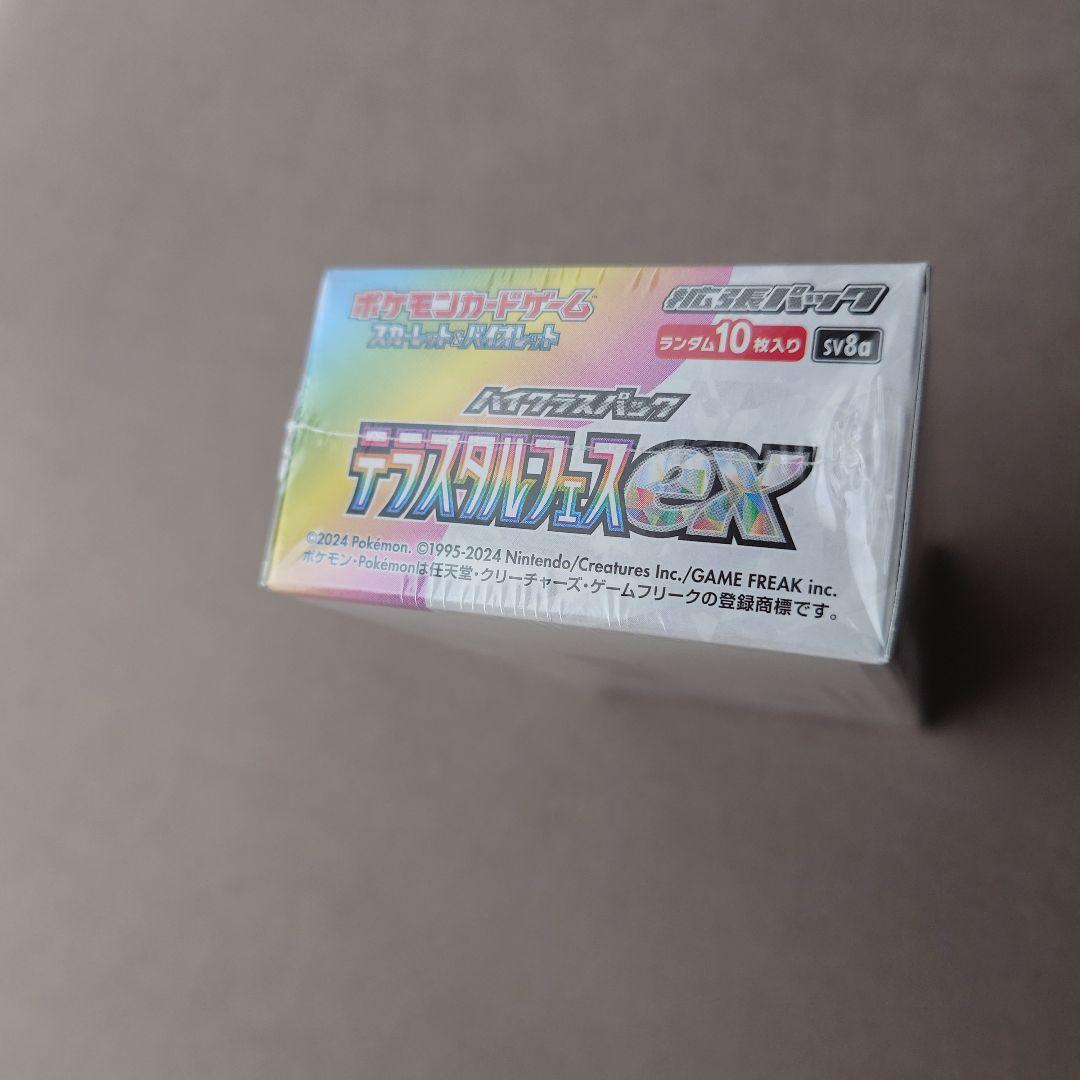 ポケモンカードゲーム™
スカーレット&バイオレット
拡張パック
ランダム10枚入り
SV8a
ハイクラスパック
テラスタル・フェスex
©2024 Pokémon. ©1995-2024 Nintendo/Creatures Inc./GAME FREAK inc.
ポケモン・Pokémonは任天堂・クリーチャーズ・ゲームフリークの登録商標です。